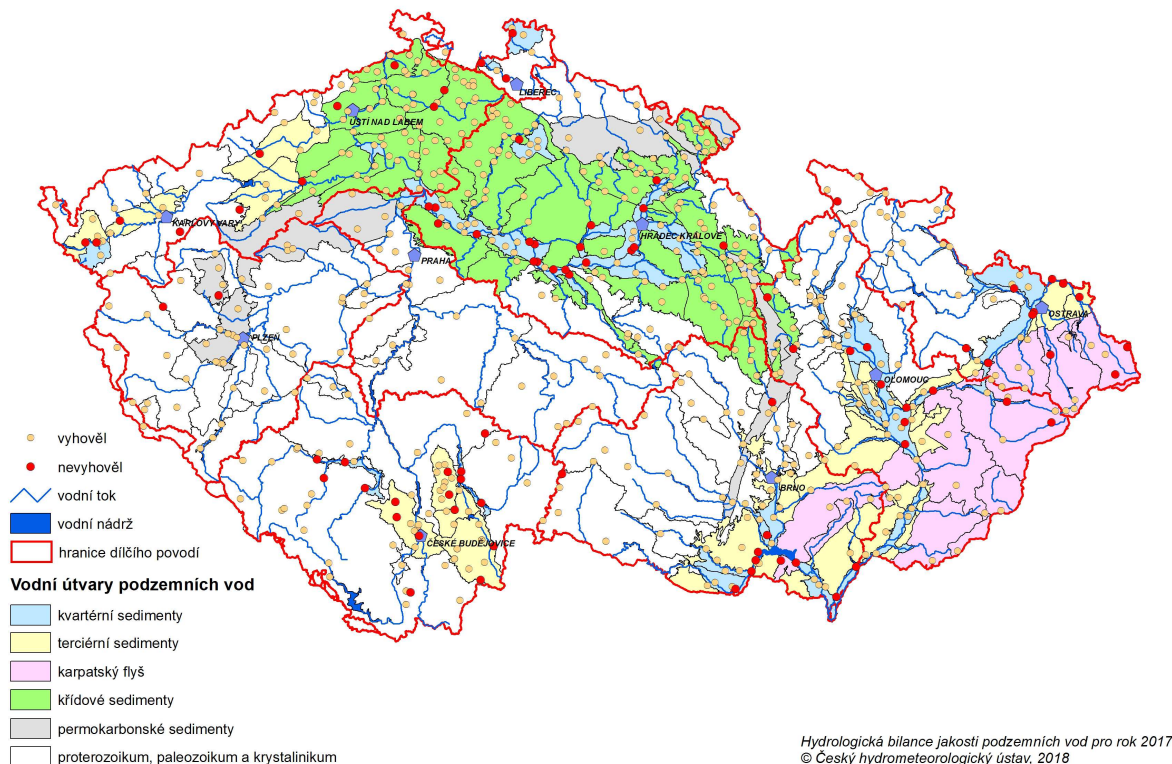 LIBEREC
ÚSTÍ NAD LABEM
KARLOVY VARY
HRADEC KRÁLOVÉ
PRAHA
OSTRAVA
PLZEŇ
OLOMOUC
BRNO
ČESKÉ BUDĚJOVICE
vyhověl
nevyhověl
vodní tok
vodní nádrž
hranice dílčího povodí
Vodní útvary podzemních vod
kvartérní sedimenty
terciérní sedimenty
karpatský flyš
křídové sedimenty
permokarbonské sedimenty
proterozoikum, paleozoikum a krystalinikum
Hydrologická bilance jakosti podzemních vod pro rok 2017
© Český hydrometeorologický ústav, 2018